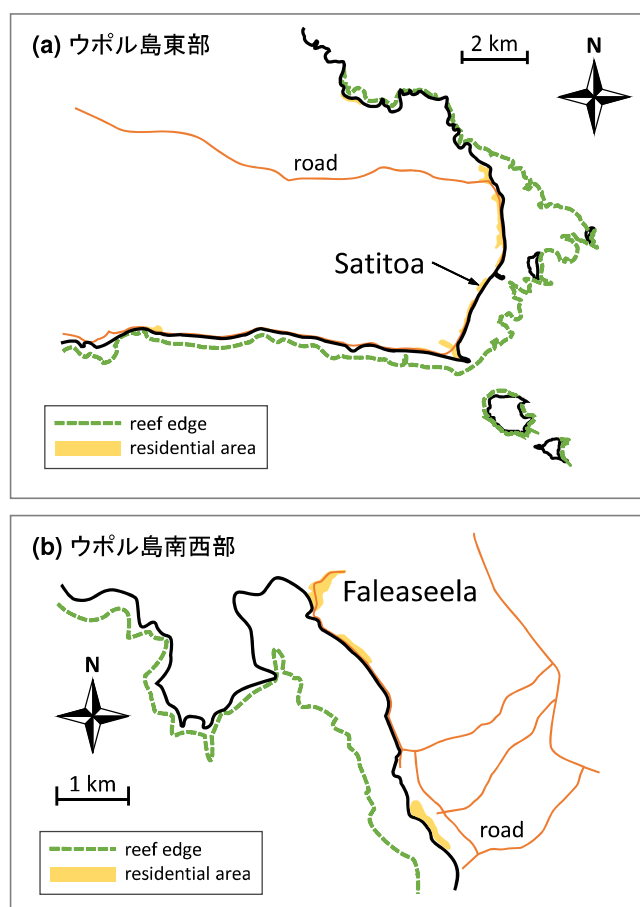 (a) ウポル島東部
2 km
N
road
Satitoa
reef edge
residential area
(b) ウポル島南西部
Faleaseela
N
1 km
road
reef edge
residential area